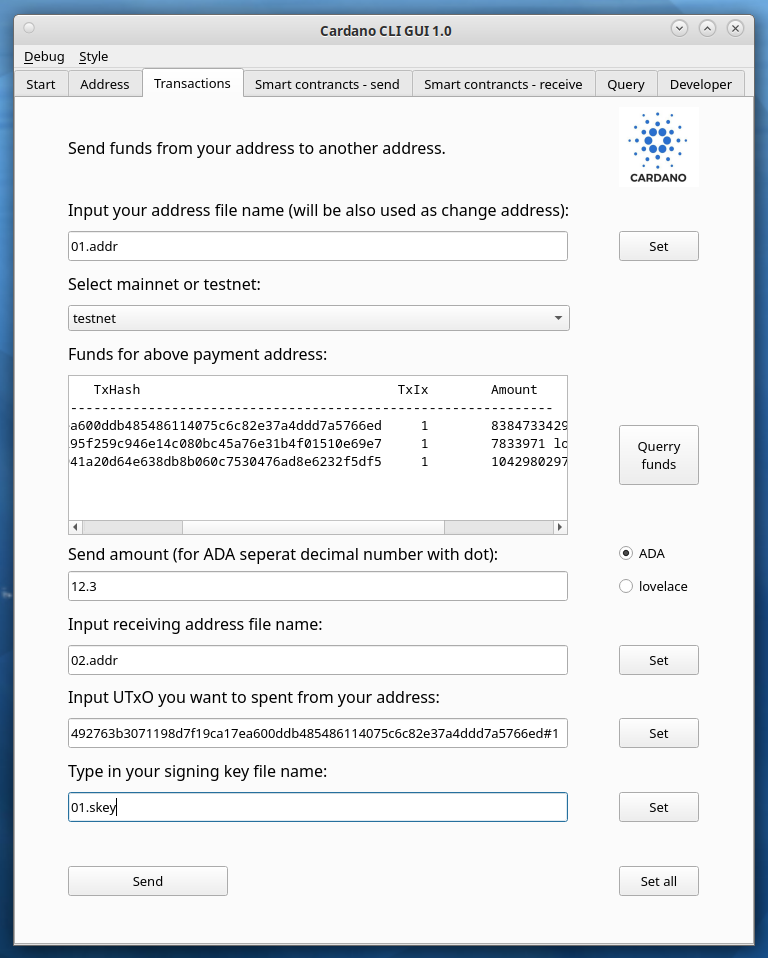 Cardano CLI GUI 1.0
Debug Style
Start Address Transactions Smart contrancts - send Smart contrancts - receive Query Developer
Send funds from your address to another address.
CARDANO
Input your address file name (will be also used as change address):
01.addr Set
Select mainnet or testnet:
testnet
Funds for above payment address:
TxHash TxIx Amount
--------------------------------------------------------------
a600ddb485486114075c6c82e37a4ddd7a5766ed 1 8384733429
95f259c946e14c080bc45a76e31b4f01510e69e7 1 7833971 lo
41a20d64e638db8b060c7530476ad8e6232f5df5 1 1042980297
Querry
funds
Send amount (for ADA seperat decimal number with dot): ADA
12.3 lovelace
Input receiving address file name:
02.addr Set
Input UTxO you want to spent from your address:
492763b3071198d7f19ca17ea600ddb485486114075c6c82e37a4ddd7a5766ed#1 Set
Type in your signing key file name:
01.skey Set
Send Set all